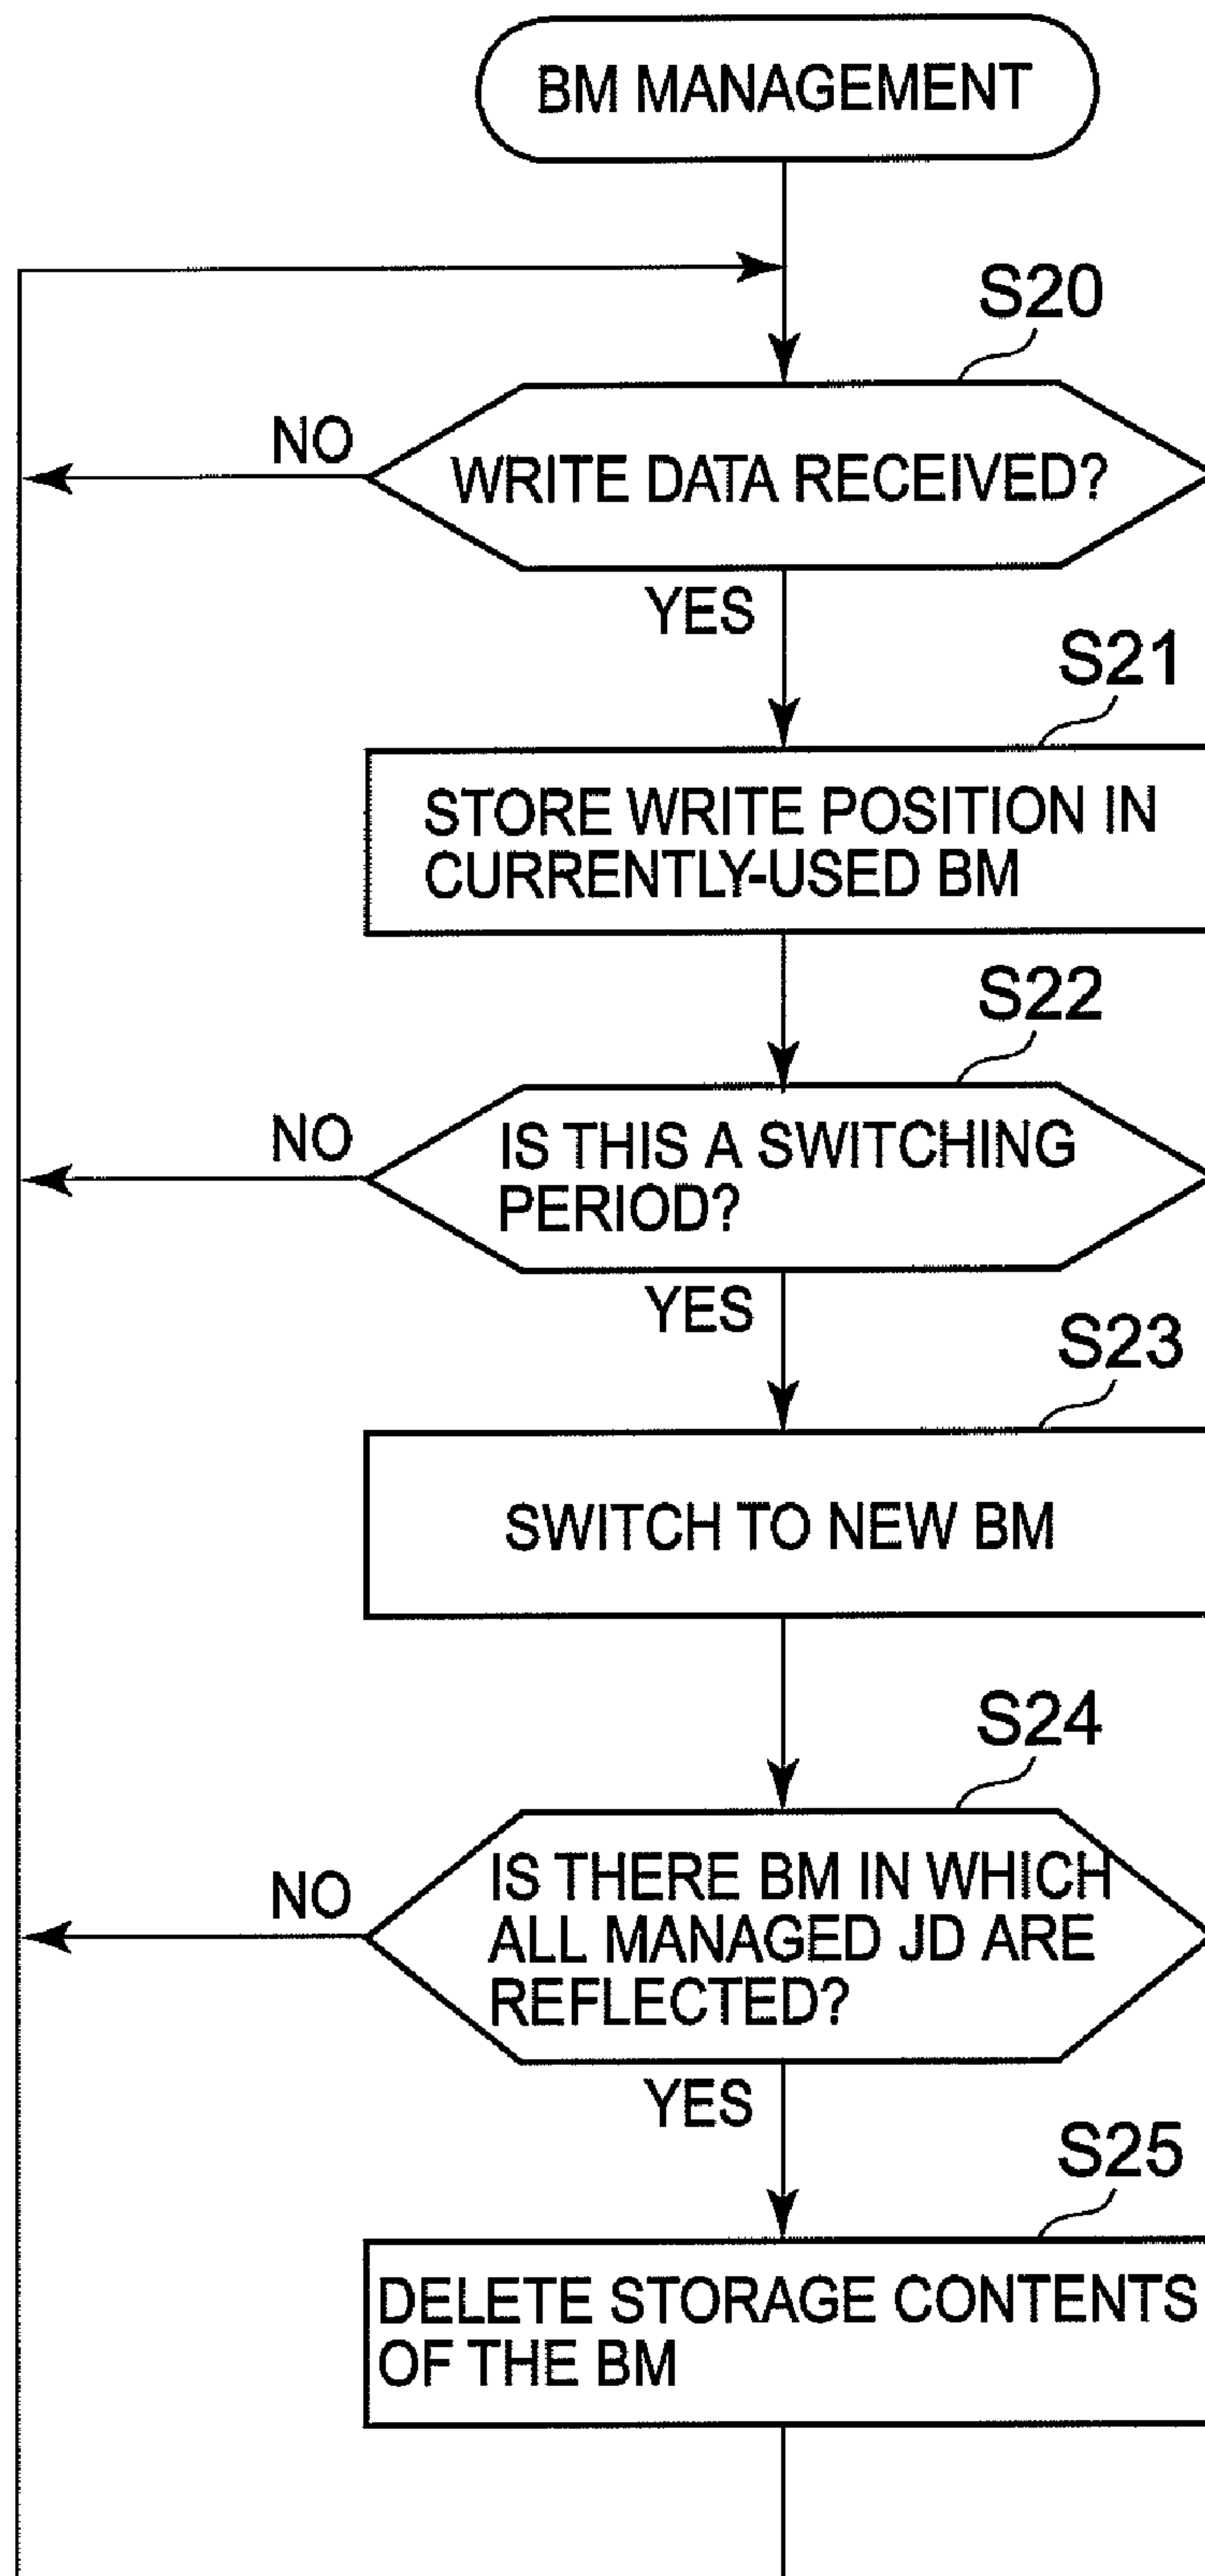 BM MANAGEMENT
S20
NO
WRITE DATA RECEIVED?
YES
S21
STORE WRITE POSITION IN
CURRENTLY-USED BM
S22
NO
IS THIS A SWITCHING
PERIOD?
YES
S23
SWITCH TO NEW BM
S24
NO
IS THERE BM IN WHICH
ALL MANAGED JD ARE
REFLECTED?
YES
S25
DELETE STORAGE CONTENTS
OF THE BM